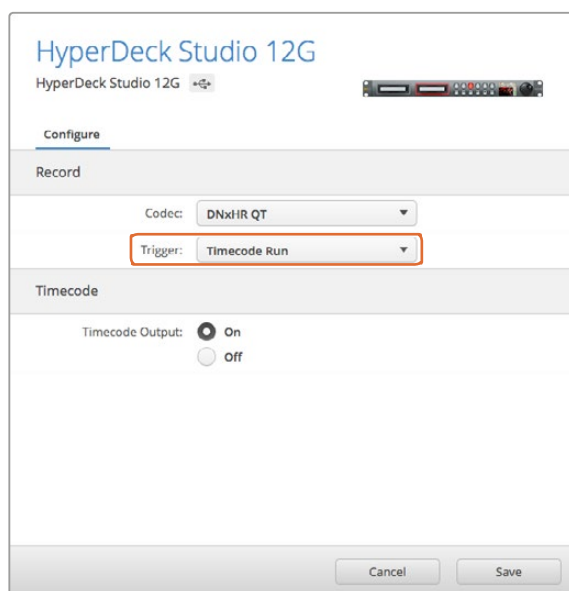 HyperDeck Studio 12G
HyperDeck Studio 12G
Configure
Record
Codec: DNxHR QT
Trigger: Timecode Run
Timecode
Timecode Output: On
Off
Cancel Save